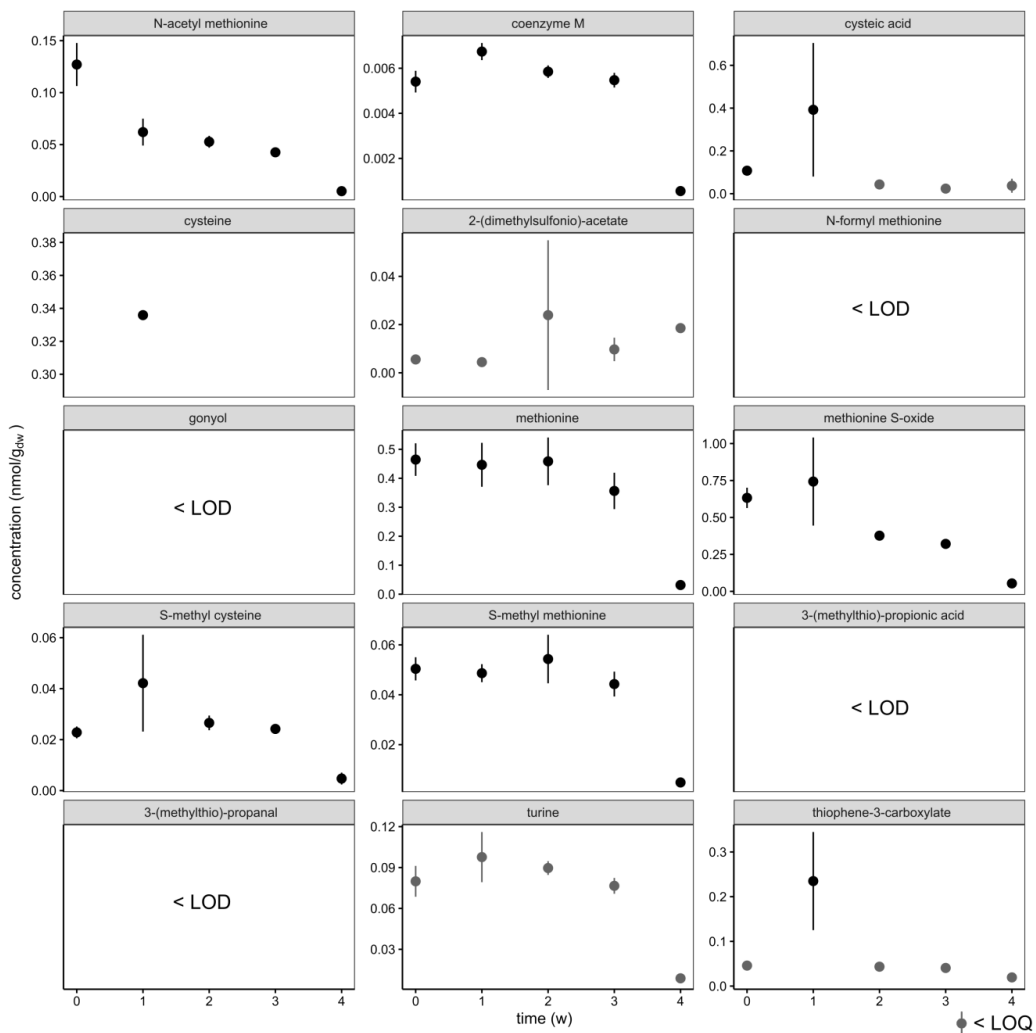 N-acetyl methionine
coenzyme M
cysteic acid
0.15
0.10
0.05
0.00
0.006
0.004
0.002
0.6
0.4
0.2
0.0
cysteine
2-(dimethylsulfonio)-acetate
N-formyl methionine
0.38
0.36
0.34
0.32
0.30
0.04
0.02
0.00
< LOD
gonyol
methionine
methionine S-oxide
< LOD
0.5
0.4
0.3
0.2
0.1
0.0
1.00
0.75
0.50
0.25
0.00
S-methyl cysteine
S-methyl methionine
3-(methylthio)-propionic acid
0.06
0.04
0.02
0.00
0.06
0.04
0.02
< LOD
3-(methylthio)-propanal
turine
thiophene-3-carboxylate
< LOD
0.12
0.09
0.06
0.03
0.3
0.2
0.1
0.0
0 1 2 3 4
0 1 2 3 4
0 1 2 3 4
time (w)
concentration (nmol/gdw )
< LOQ